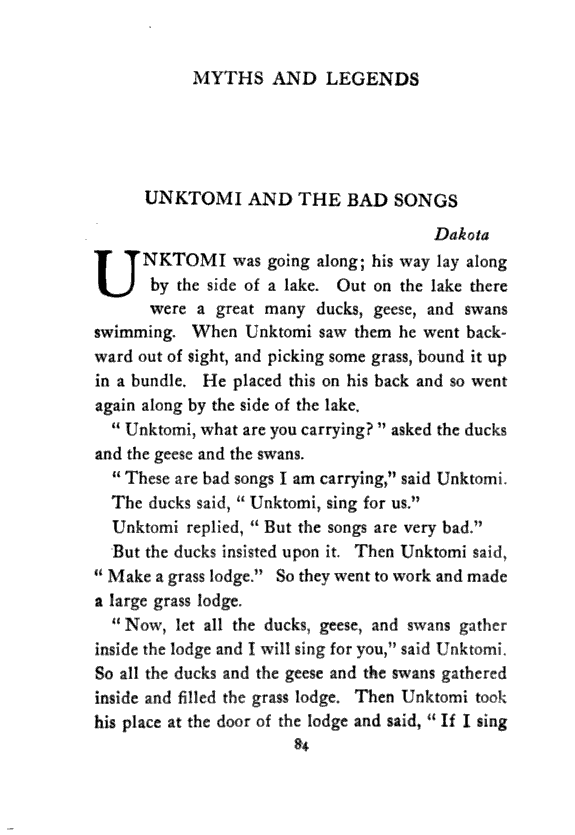 MYTHS AND LEGENDS
UNKTOMI AND THE BAD SONGS
Dakota
UNKTOMI was going along; his way lay along
by the side of a lake. Out on the lake there
were a great many ducks, geese, and swans
swimming. When Unktomi saw them he went back-
ward out of sight, and picking some grass, bound it up
in a bundle. He placed this on his back and so went
again along by the side of the lake.
“ Unktomi, what are you carrying? ” asked the ducks
and the geese and the swans.
“ These are bad songs I am carrying,” said Unktomi.
The ducks said, “ Unktomi, sing for us.”
Unktomi replied, “ But the songs are very bad.”
But the ducks insisted upon it. Then Unktomi said,
“ Make a grass lodge.” So they went to work and made
a large grass lodge.
“ Now, let all the ducks, geese, and swans gather
inside the lodge and I will sing for you,” said Unktomi.
So all the ducks and the geese and the swans gathered
inside and filled the grass lodge. Then Unktomi took
his place at the door of the lodge and said, “ If I sing
84